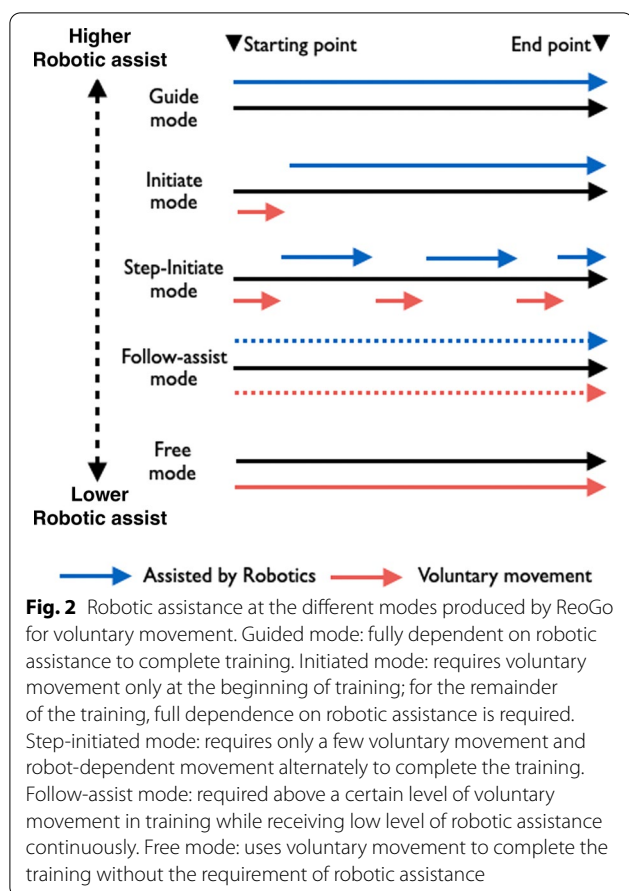 Higher
Robotic assist
▼Starting point End point▼
Guide
mode
Initiate
mode
Step-Initiate
mode
Follow-assist
mode
Free
mode
Lower
Robotic assist
Assisted by Robotics Voluntary movement
Fig. 2 Robotic assistance at the different modes produced by ReoGo
for voluntary movement. Guided mode: fully dependent on robotic
assistance to complete training. Initiated mode: requires voluntary
movement only at the beginning of training; for the remainder
of the training, full dependence on robotic assistance is required.
Step-initiated mode: requires only a few voluntary movement and
robot-dependent movement alternately to complete the training.
Follow-assist mode: required above a certain level of voluntary
movement in training while receiving low level of robotic assistance
continuously. Free mode: uses voluntary movement to complete the
training without the requirement of robotic assistance